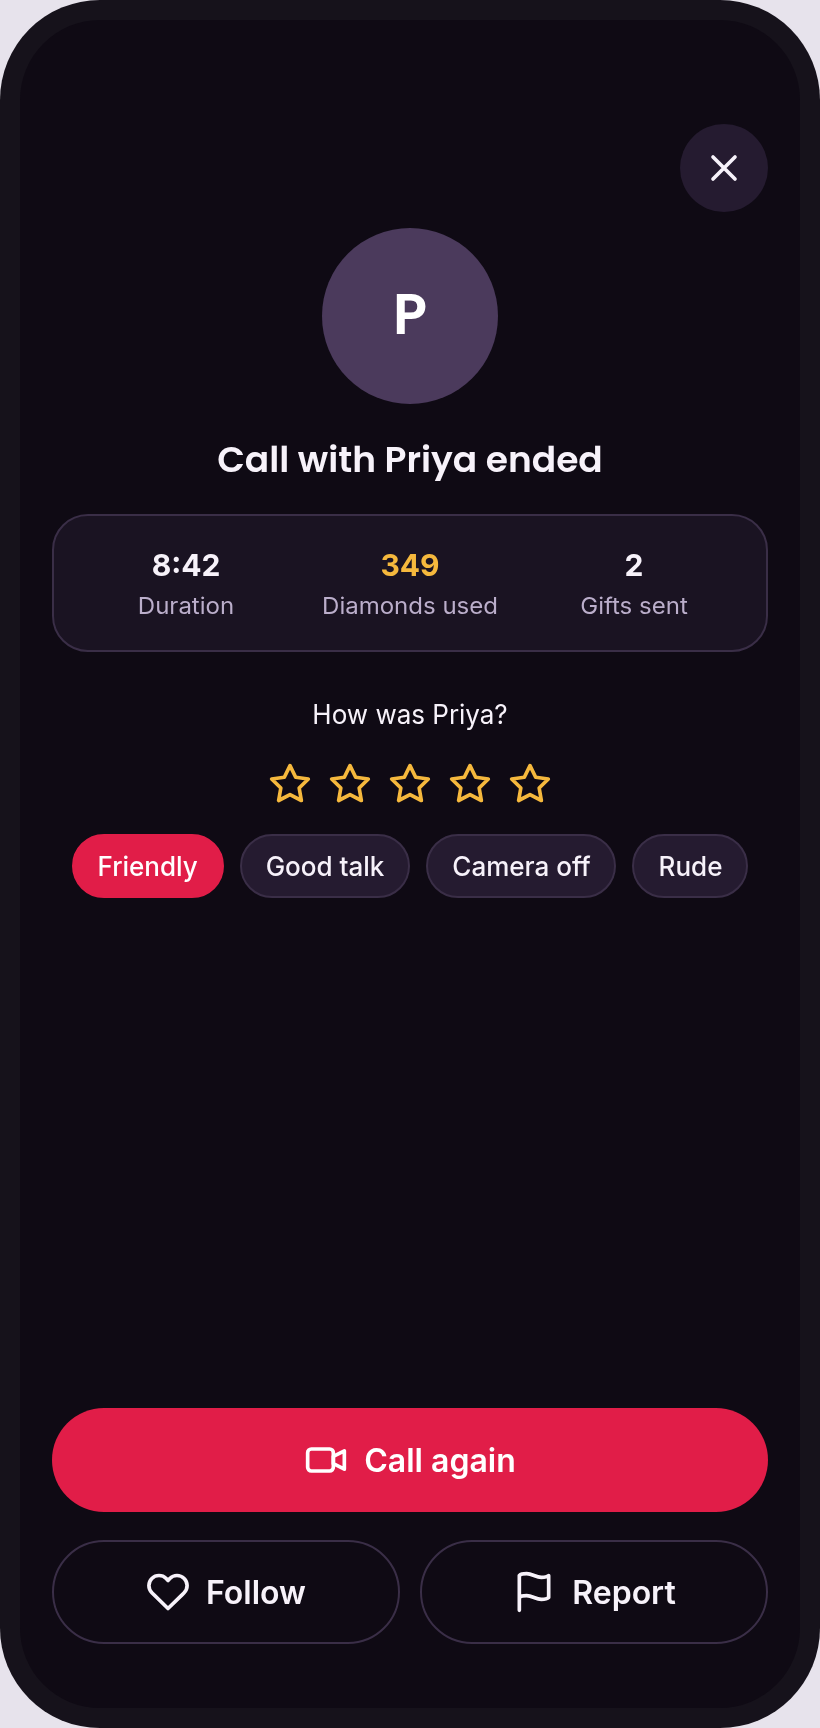 P
Call with Priya ended
8:42 349 2
Duration Diamonds used Gifts sent
How was Priya?
Friendly Good talk Camera off Rude
Call again
Follow Report